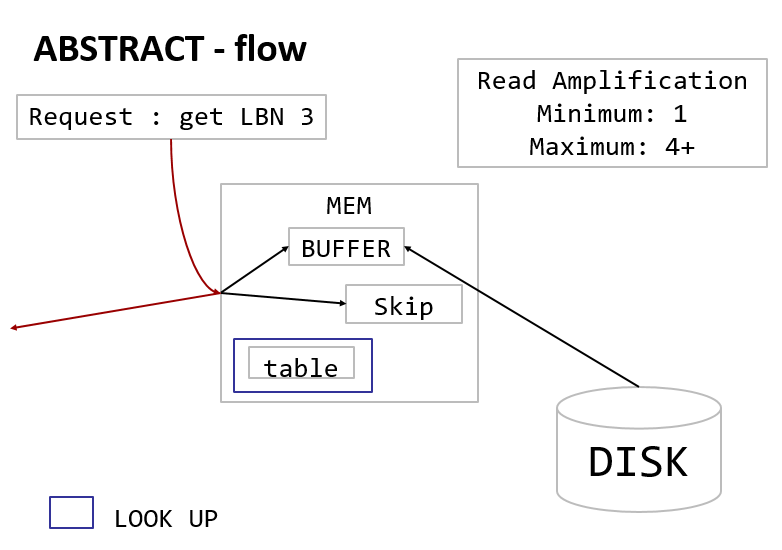 ABSTRACT - flow
Request : get LBN 3
Read Amplification
Minimum: 1
Maximum: 4+
MEM
BUFFER
Skip
table
DISK
LOOK UP